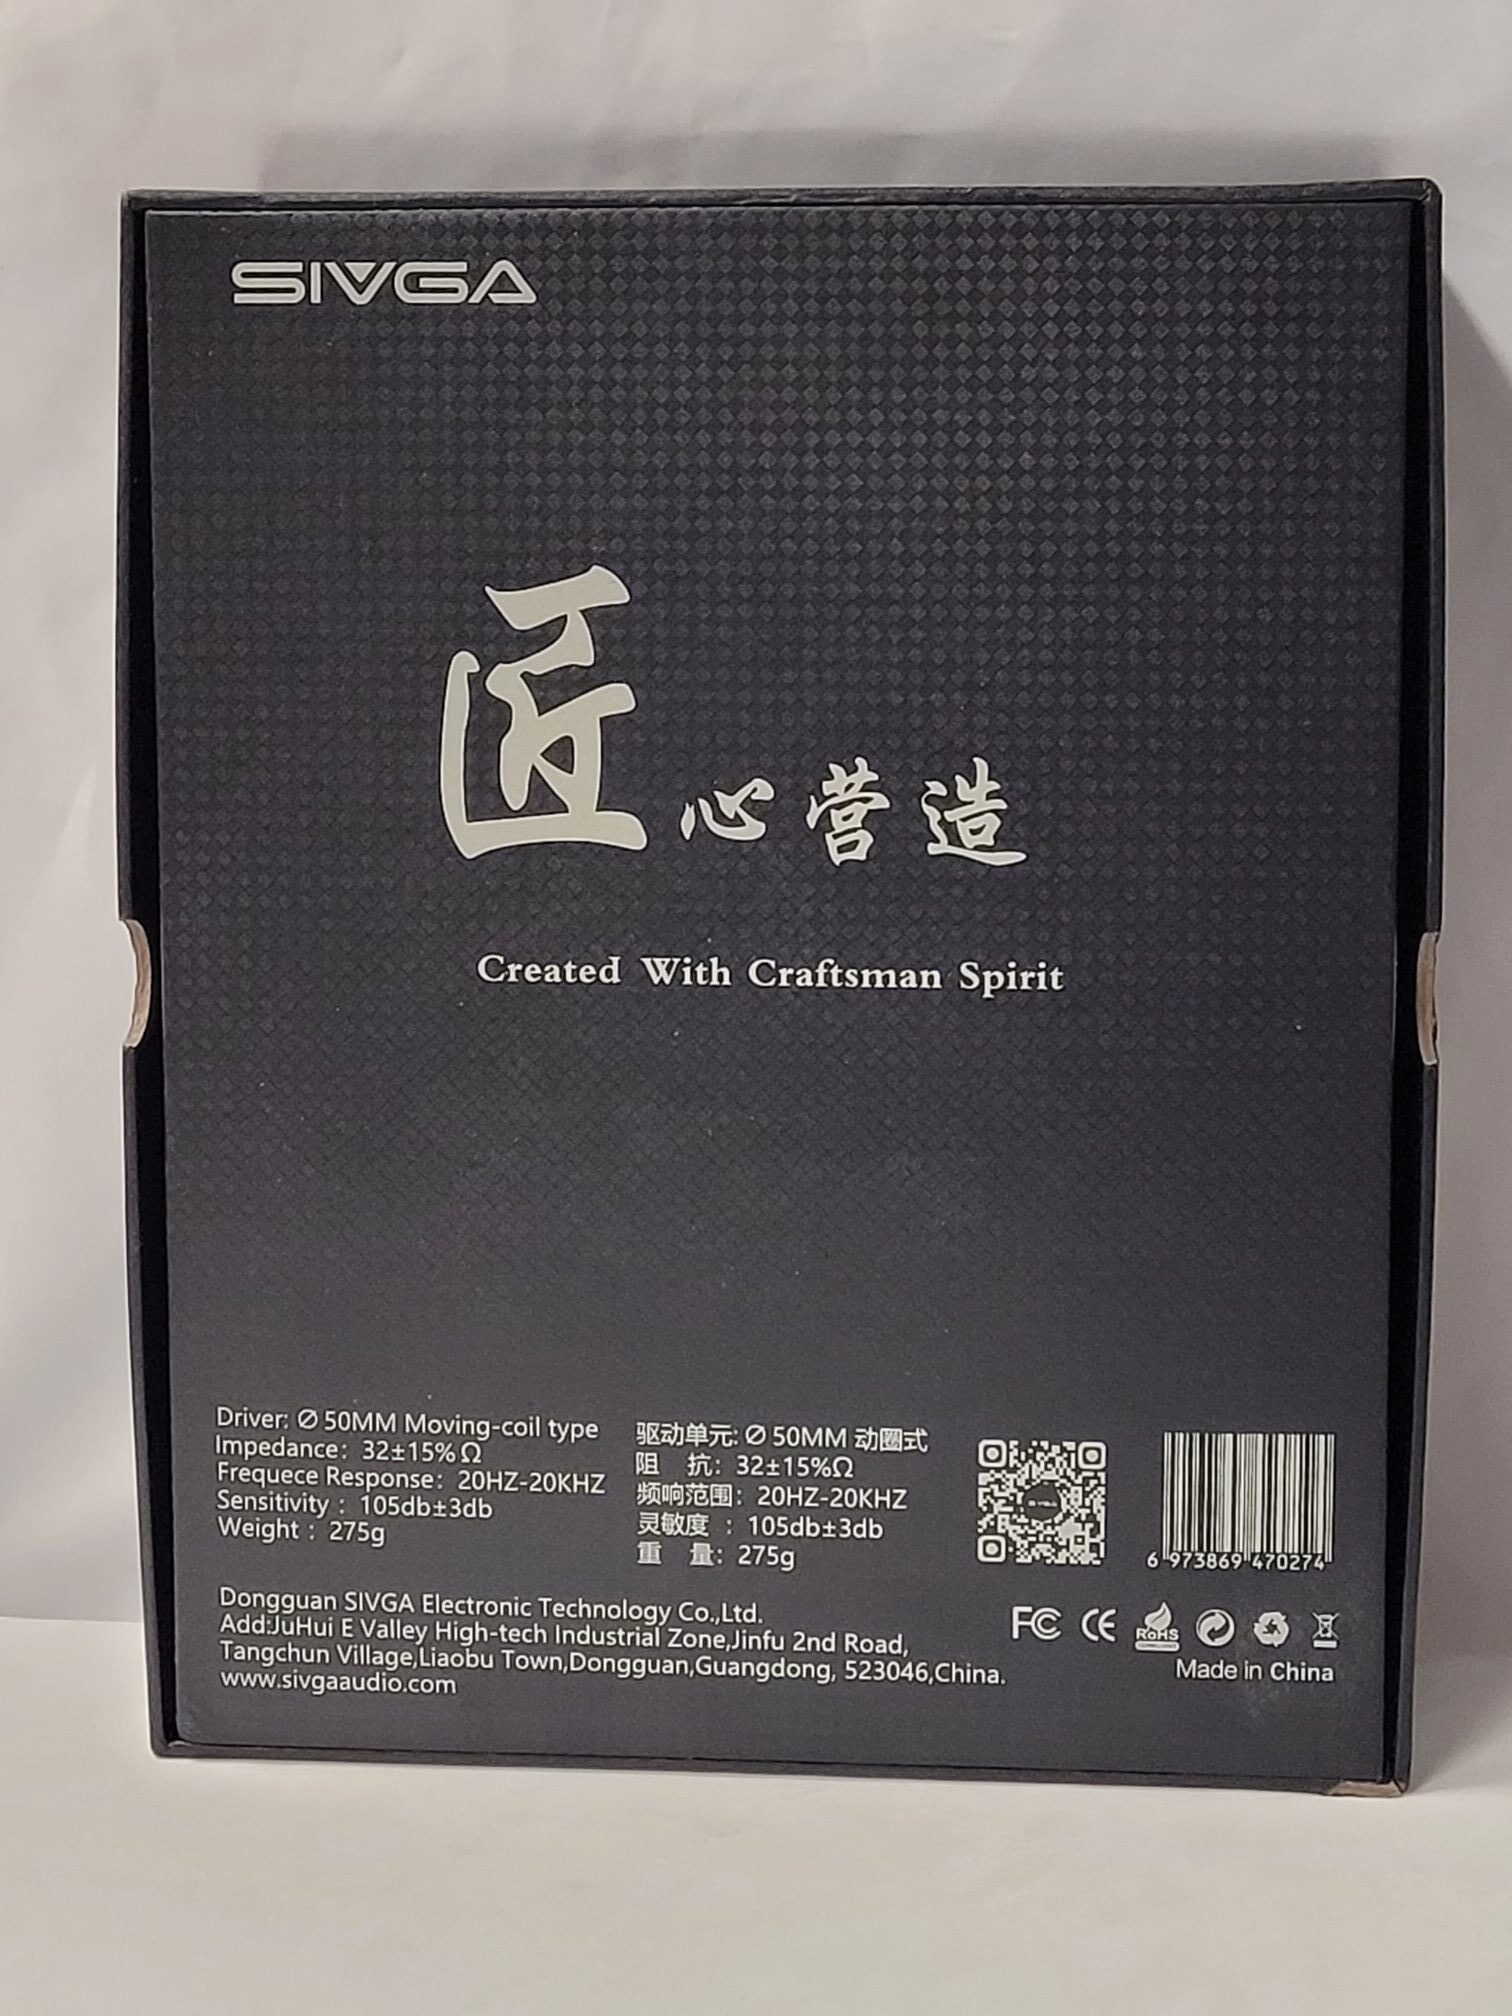 SIVGA
匠心营造
Created With Craftsman Spirit
Driver: Ø 50MM Moving-coil type
Impedance: 32±15% Ω
Frequece Response: 20HZ-20KHZ
Sensitivity : 105db±3db
Weight : 275g
驱动单元: Ø 50MM 动圈式
阻 抗: 32±15%Ω
频响范围: 20HZ-20KHZ
灵敏度 : 105db±3db
重 量: 275g
6 973869 470274
Dongguan SIVGA Electronic Technology Co.,Ltd.
Add:JuHui E Valley High-tech Industrial Zone,Jinfu 2nd Road,
Tangchun Village,Liaobu Town,Dongguan,Guangdong, 523046,China.
www.sivgaaudio.com
FC CE RoHS
Made in China